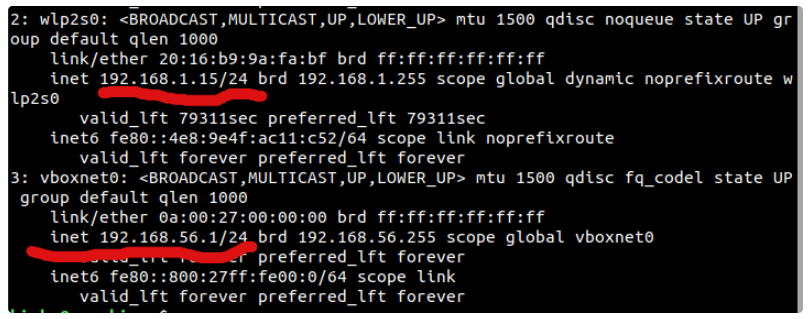 2: wlp2s0: <BROADCAST,MULTICAST,UP,LOWER_UP> mtu 1500 qdisc noqueue state UP gr
oup default qlen 1000
    link/ether 20:16:b9:9a:fa:bf brd ff:ff:ff:ff:ff:ff
    inet 192.168.1.15/24 brd 192.168.1.255 scope global dynamic noprefixroute w
lp2s0
       valid_lft 79311sec preferred_lft 79311sec
    inet6 fe80::4e8:9e4f:ac11:c52/64 scope link noprefixroute
       valid_lft forever preferred_lft forever
3: vboxnet0: <BROADCAST,MULTICAST,UP,LOWER_UP> mtu 1500 qdisc fq_codel state UP
 group default qlen 1000
    link/ether 0a:00:27:00:00:00 brd ff:ff:ff:ff:ff:ff
    inet 192.168.56.1/24 brd 192.168.56.255 scope global vboxnet0
       preferred_lft forever
    inet6 fe80::800:27ff:fe00:0/64 scope link
       valid_lft forever preferred_lft forever